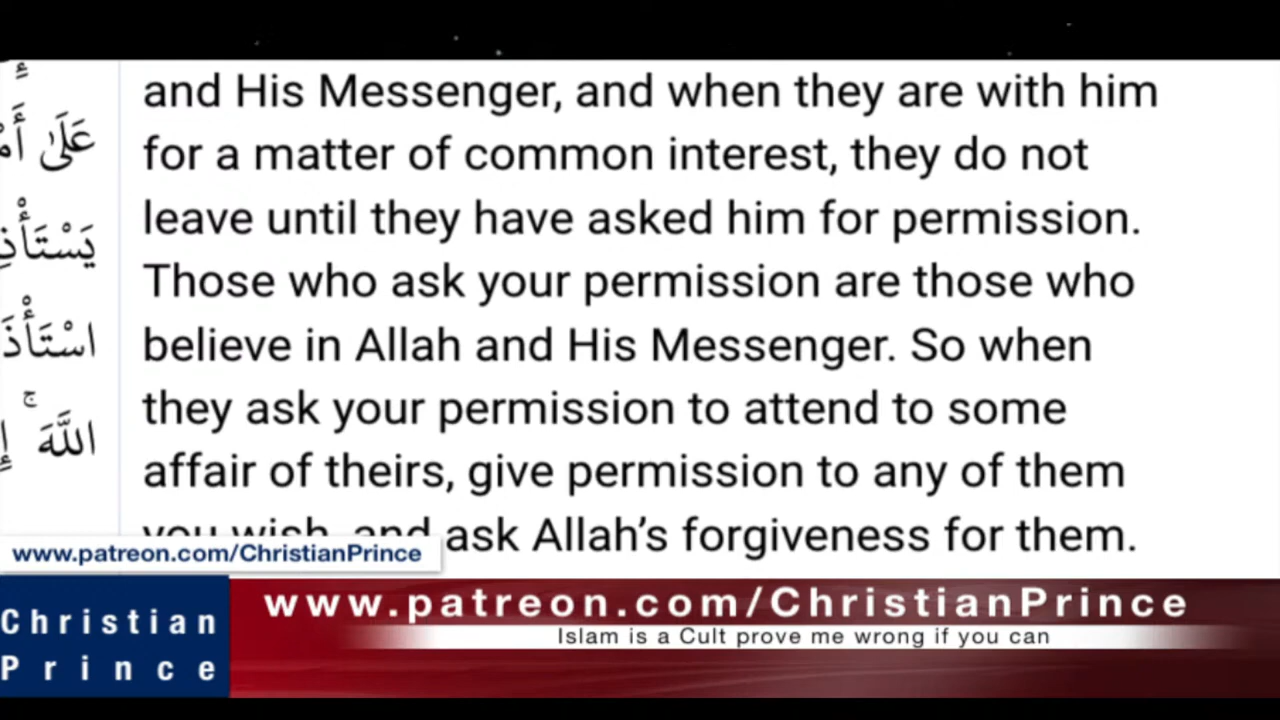 عَلَىٰ
اللَّهَ ۚ
and His Messenger, and when they are with him
for a matter of common interest, they do not
leave until they have asked him for permission.
Those who ask your permission are those who
believe in Allah and His Messenger. So when
they ask your permission to attend to some
affair of theirs, give permission to any of them
you wish, and ask Allah’s forgiveness for them.
www.patreon.com/ChristianPrince
www.patreon.com/ChristianPrince
Islam is a Cult prove me wrong if you can
Christian
Prince